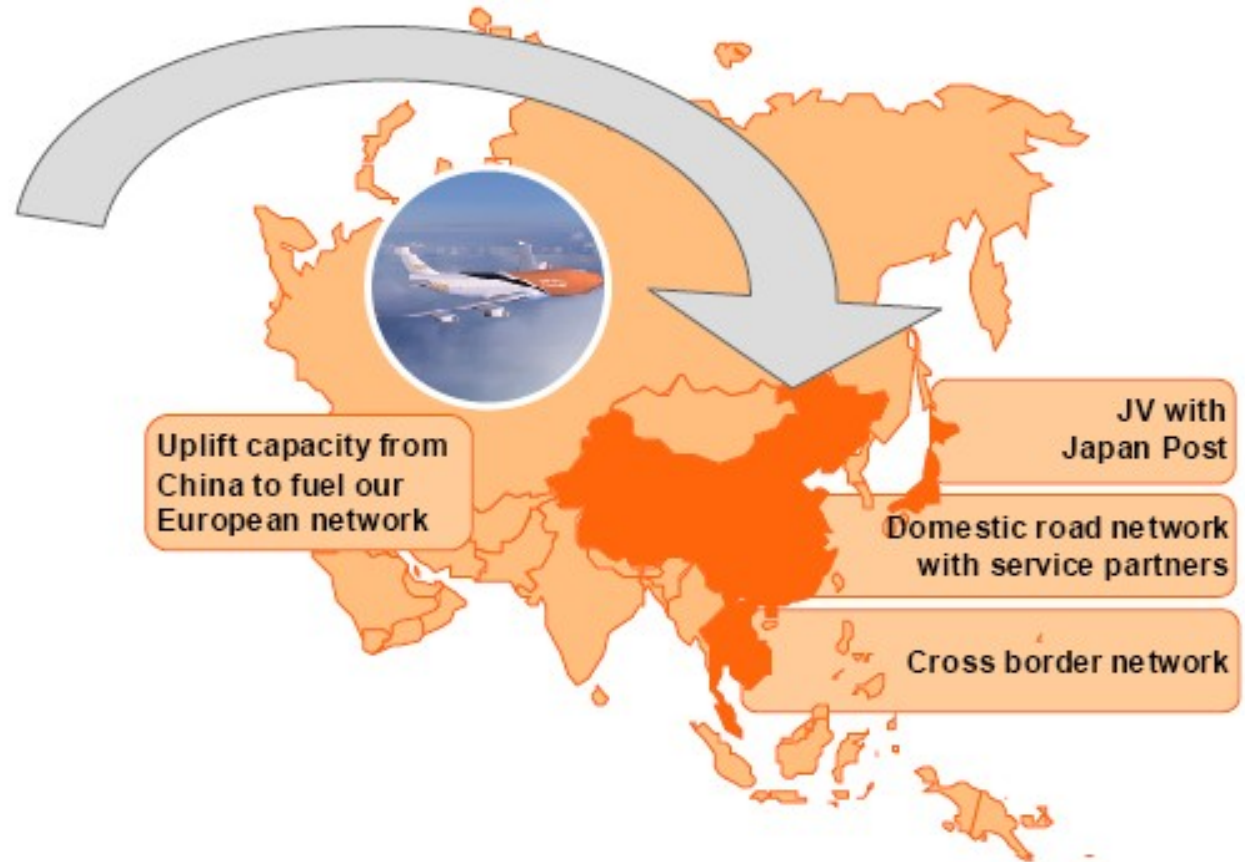 Uplift capacity from
China to fuel our
European network
JV with
Japan Post
Domestic road network
with service partners
Cross border network